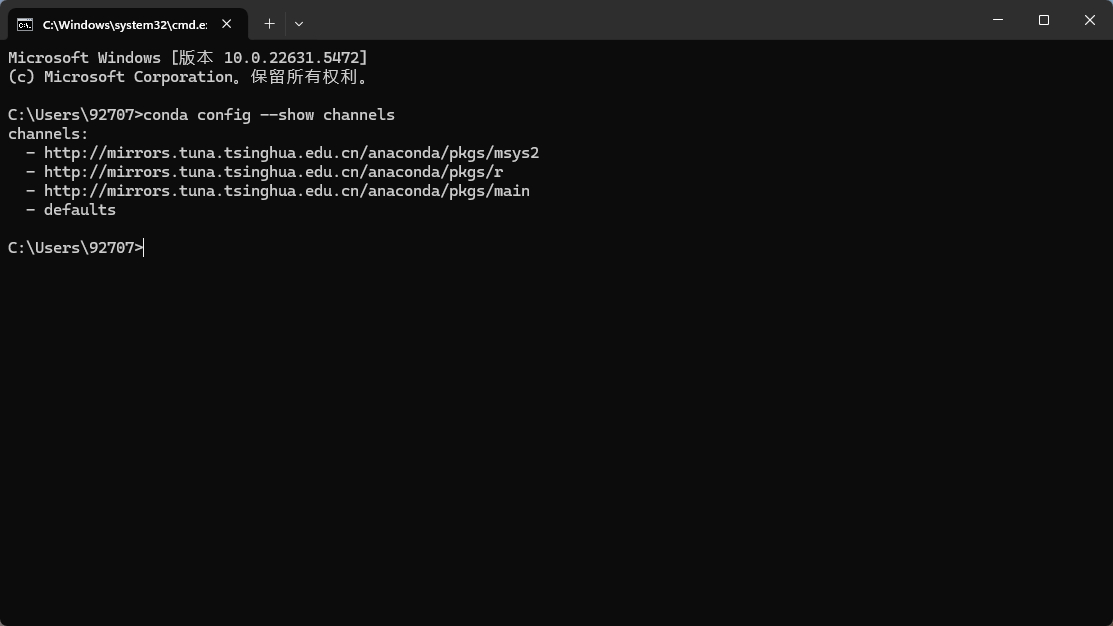 C:\Windows\system32\cmd.e:
Microsoft Windows [版本 10.0.22631.5472]
(c) Microsoft Corporation。保留所有权利。
C:\Users\92707>conda config --show channels
channels:
  - http://mirrors.tuna.tsinghua.edu.cn/anaconda/pkgs/msys2
  - http://mirrors.tuna.tsinghua.edu.cn/anaconda/pkgs/r
  - http://mirrors.tuna.tsinghua.edu.cn/anaconda/pkgs/main
  - defaults
C:\Users\92707>